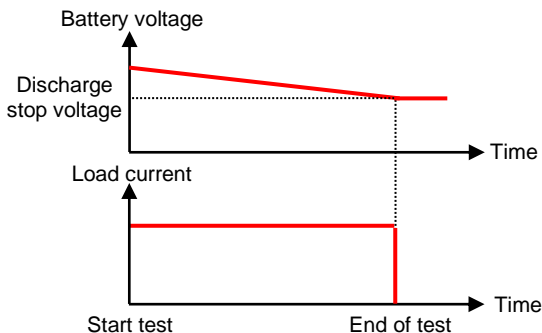 Battery voltage
Discharge
stop voltage
Time
Load current
Time
Start test
End of test